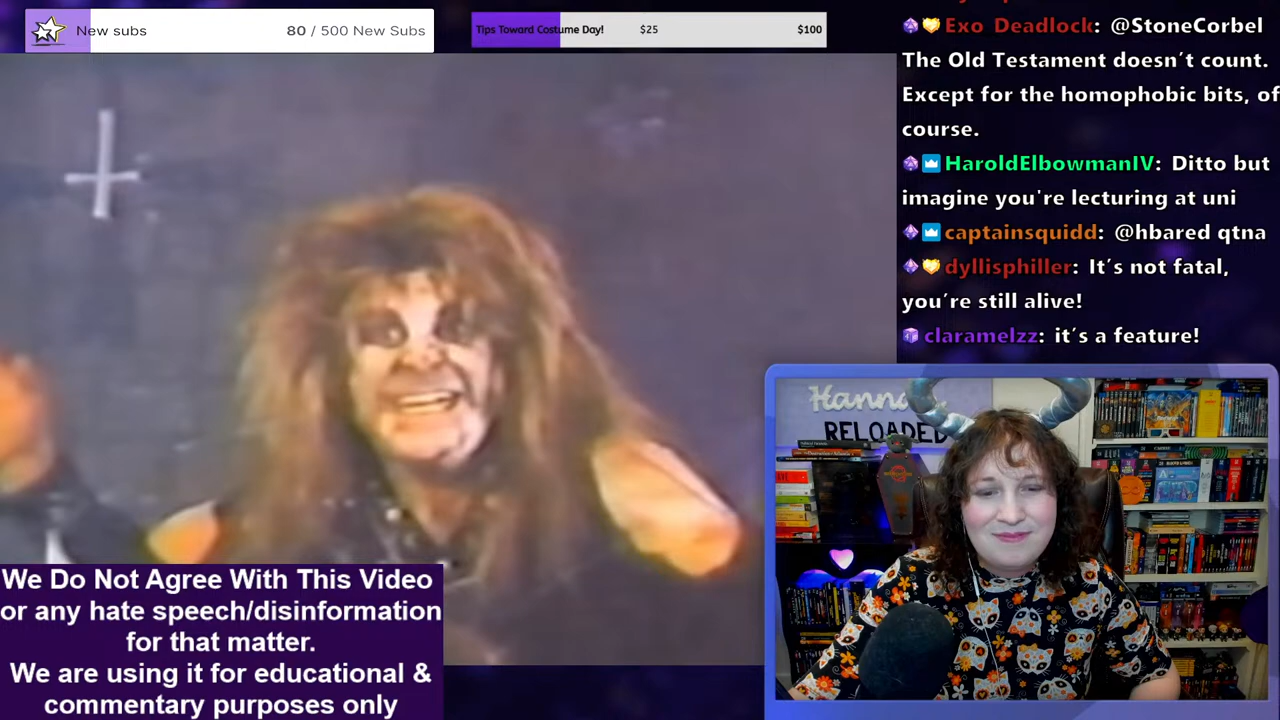 New subs
80 / 500 New Subs
Tips Toward Costume Day!
$25
$100
Exo Deadlock: @StoneCorbel
The Old Testament doesn't count.
Except for the homophobic bits, of
course.
HaroldElbowmanIV: Ditto but
imagine you're lecturing at uni
captainsquidd: @hbared qtna
dyllisphiller: It's not fatal,
you're still alive!
claramelzz: it's a feature!
RELOADED
We Do Not Agree With This Video
or any hate speech/disinformation
for that matter.
We are using it for educational &
commentary purposes only